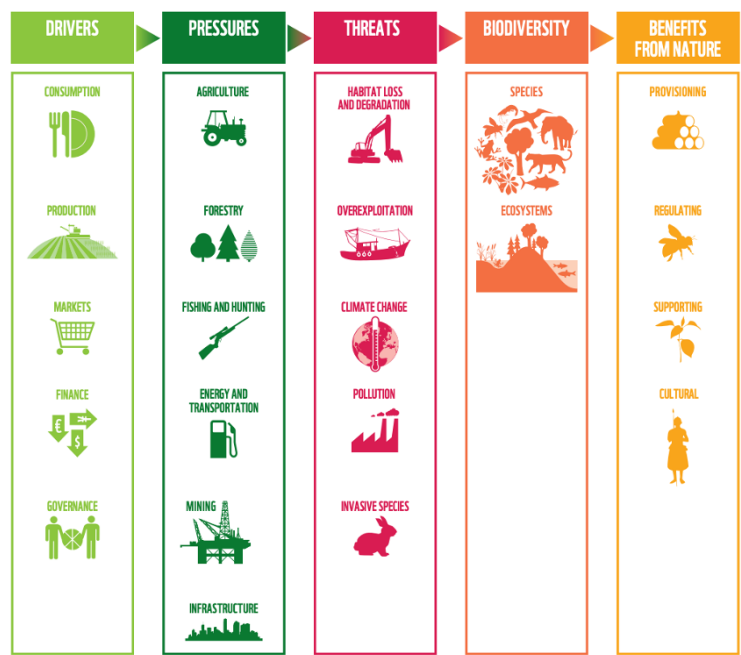 DRIVERS
PRESSURES
THREATS
BIODIVERSITY
BENEFITS
FROM NATURE
CONSUMPTION
PRODUCTION
MARKETS
FINANCE
€
¥
$
GOVERNANCE
AGRICULTURE
FORESTRY
FISHING AND HUNTING
ENERGY AND
TRANSPORTATION
MINING
INFRASTRUCTURE
HABITAT LOSS
AND DEGRADATION
OVEREXPLOITATION
CLIMATE CHANGE
POLLUTION
INVASIVE SPECIES
SPECIES
ECOSYSTEMS
PROVISIONING
REGULATING
SUPPORTING
CULTURAL